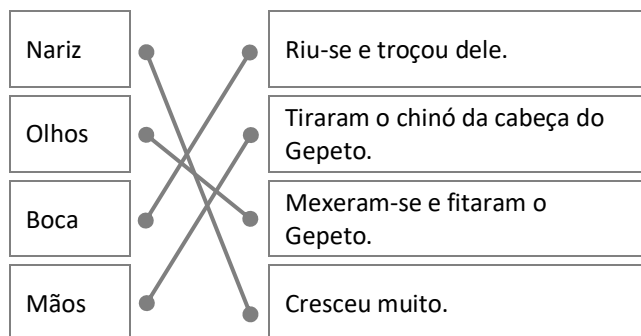 Nariz
Riu-se e troçou dele.
Olhos
Tiraram o chinó da cabeça do
Gepeto.
Boca
Mexeram-se e fitaram o
Gepeto.
Mãos
Cresceu muito.